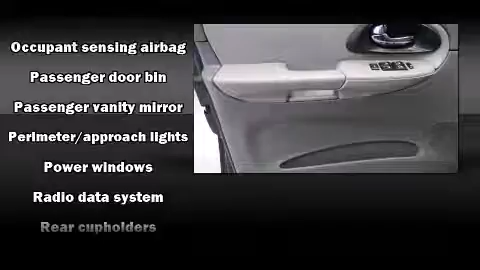 Occupant sensing airbag
Passenger door bin
Passenger vanity mirror
Perimeter/approach lights
Power windows
Radio data system
Rear cupholders